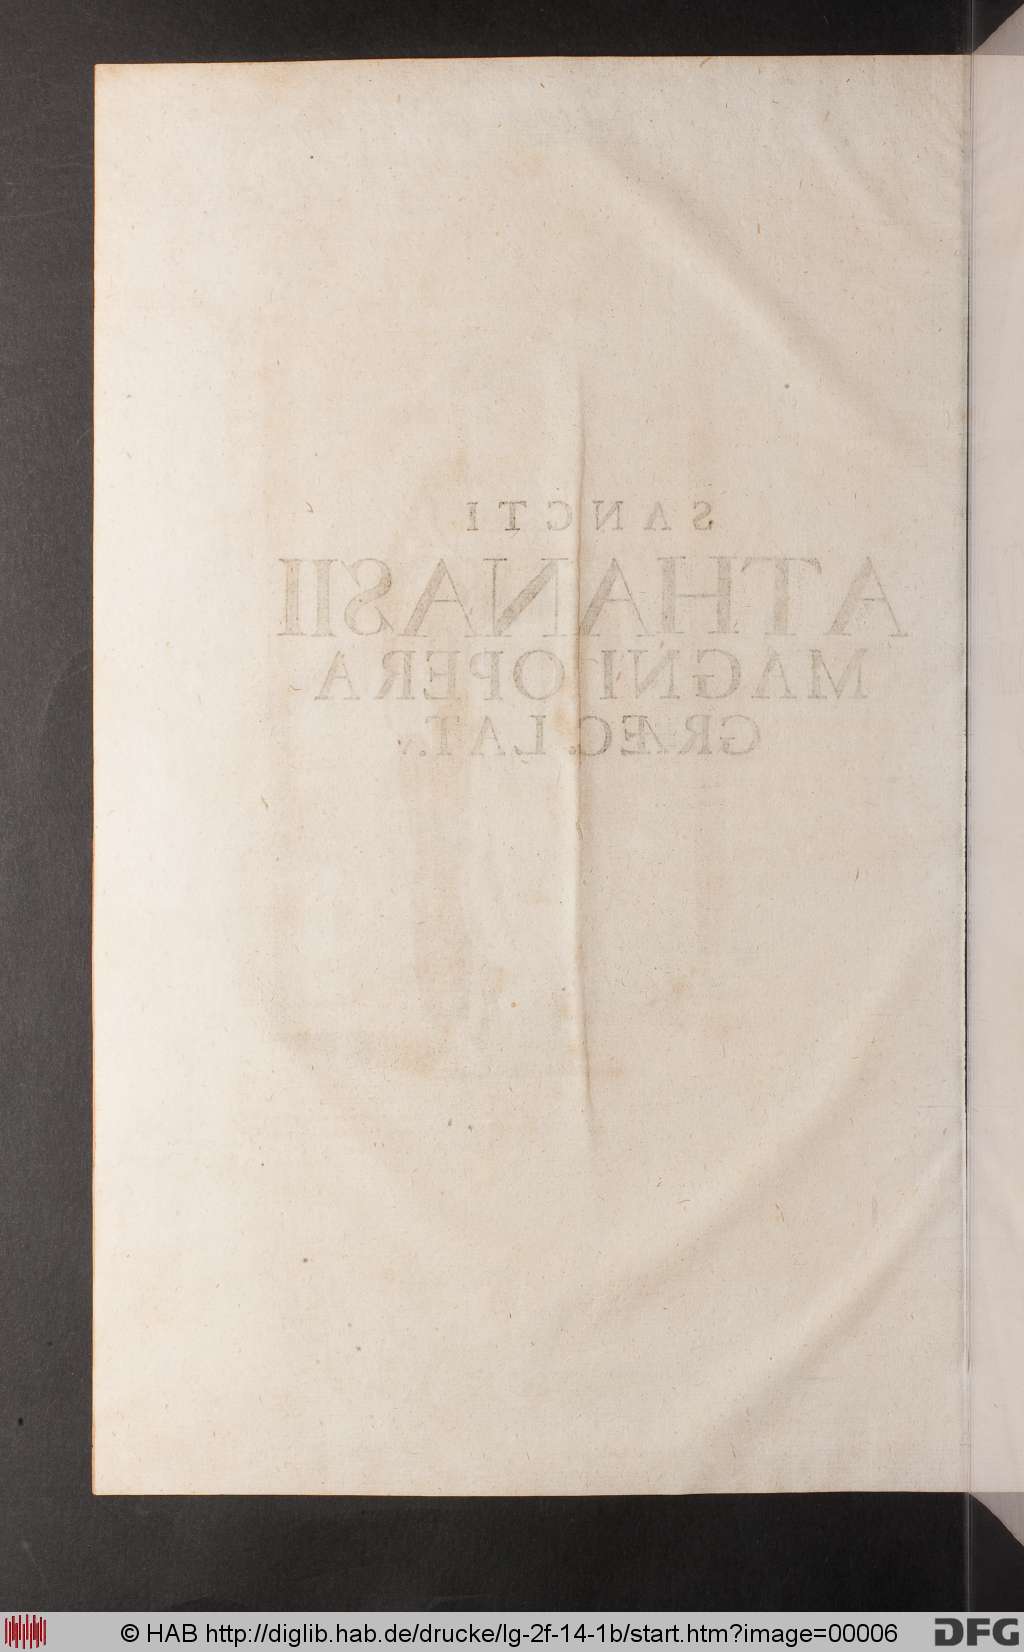 SANCTI
ATHANASII
MAGNI OPERA
GRÆC. LAT.
© HAB http://diglib.hab.de/drucke/lg-2f-14-1b/start.htm?image=00006
DFG